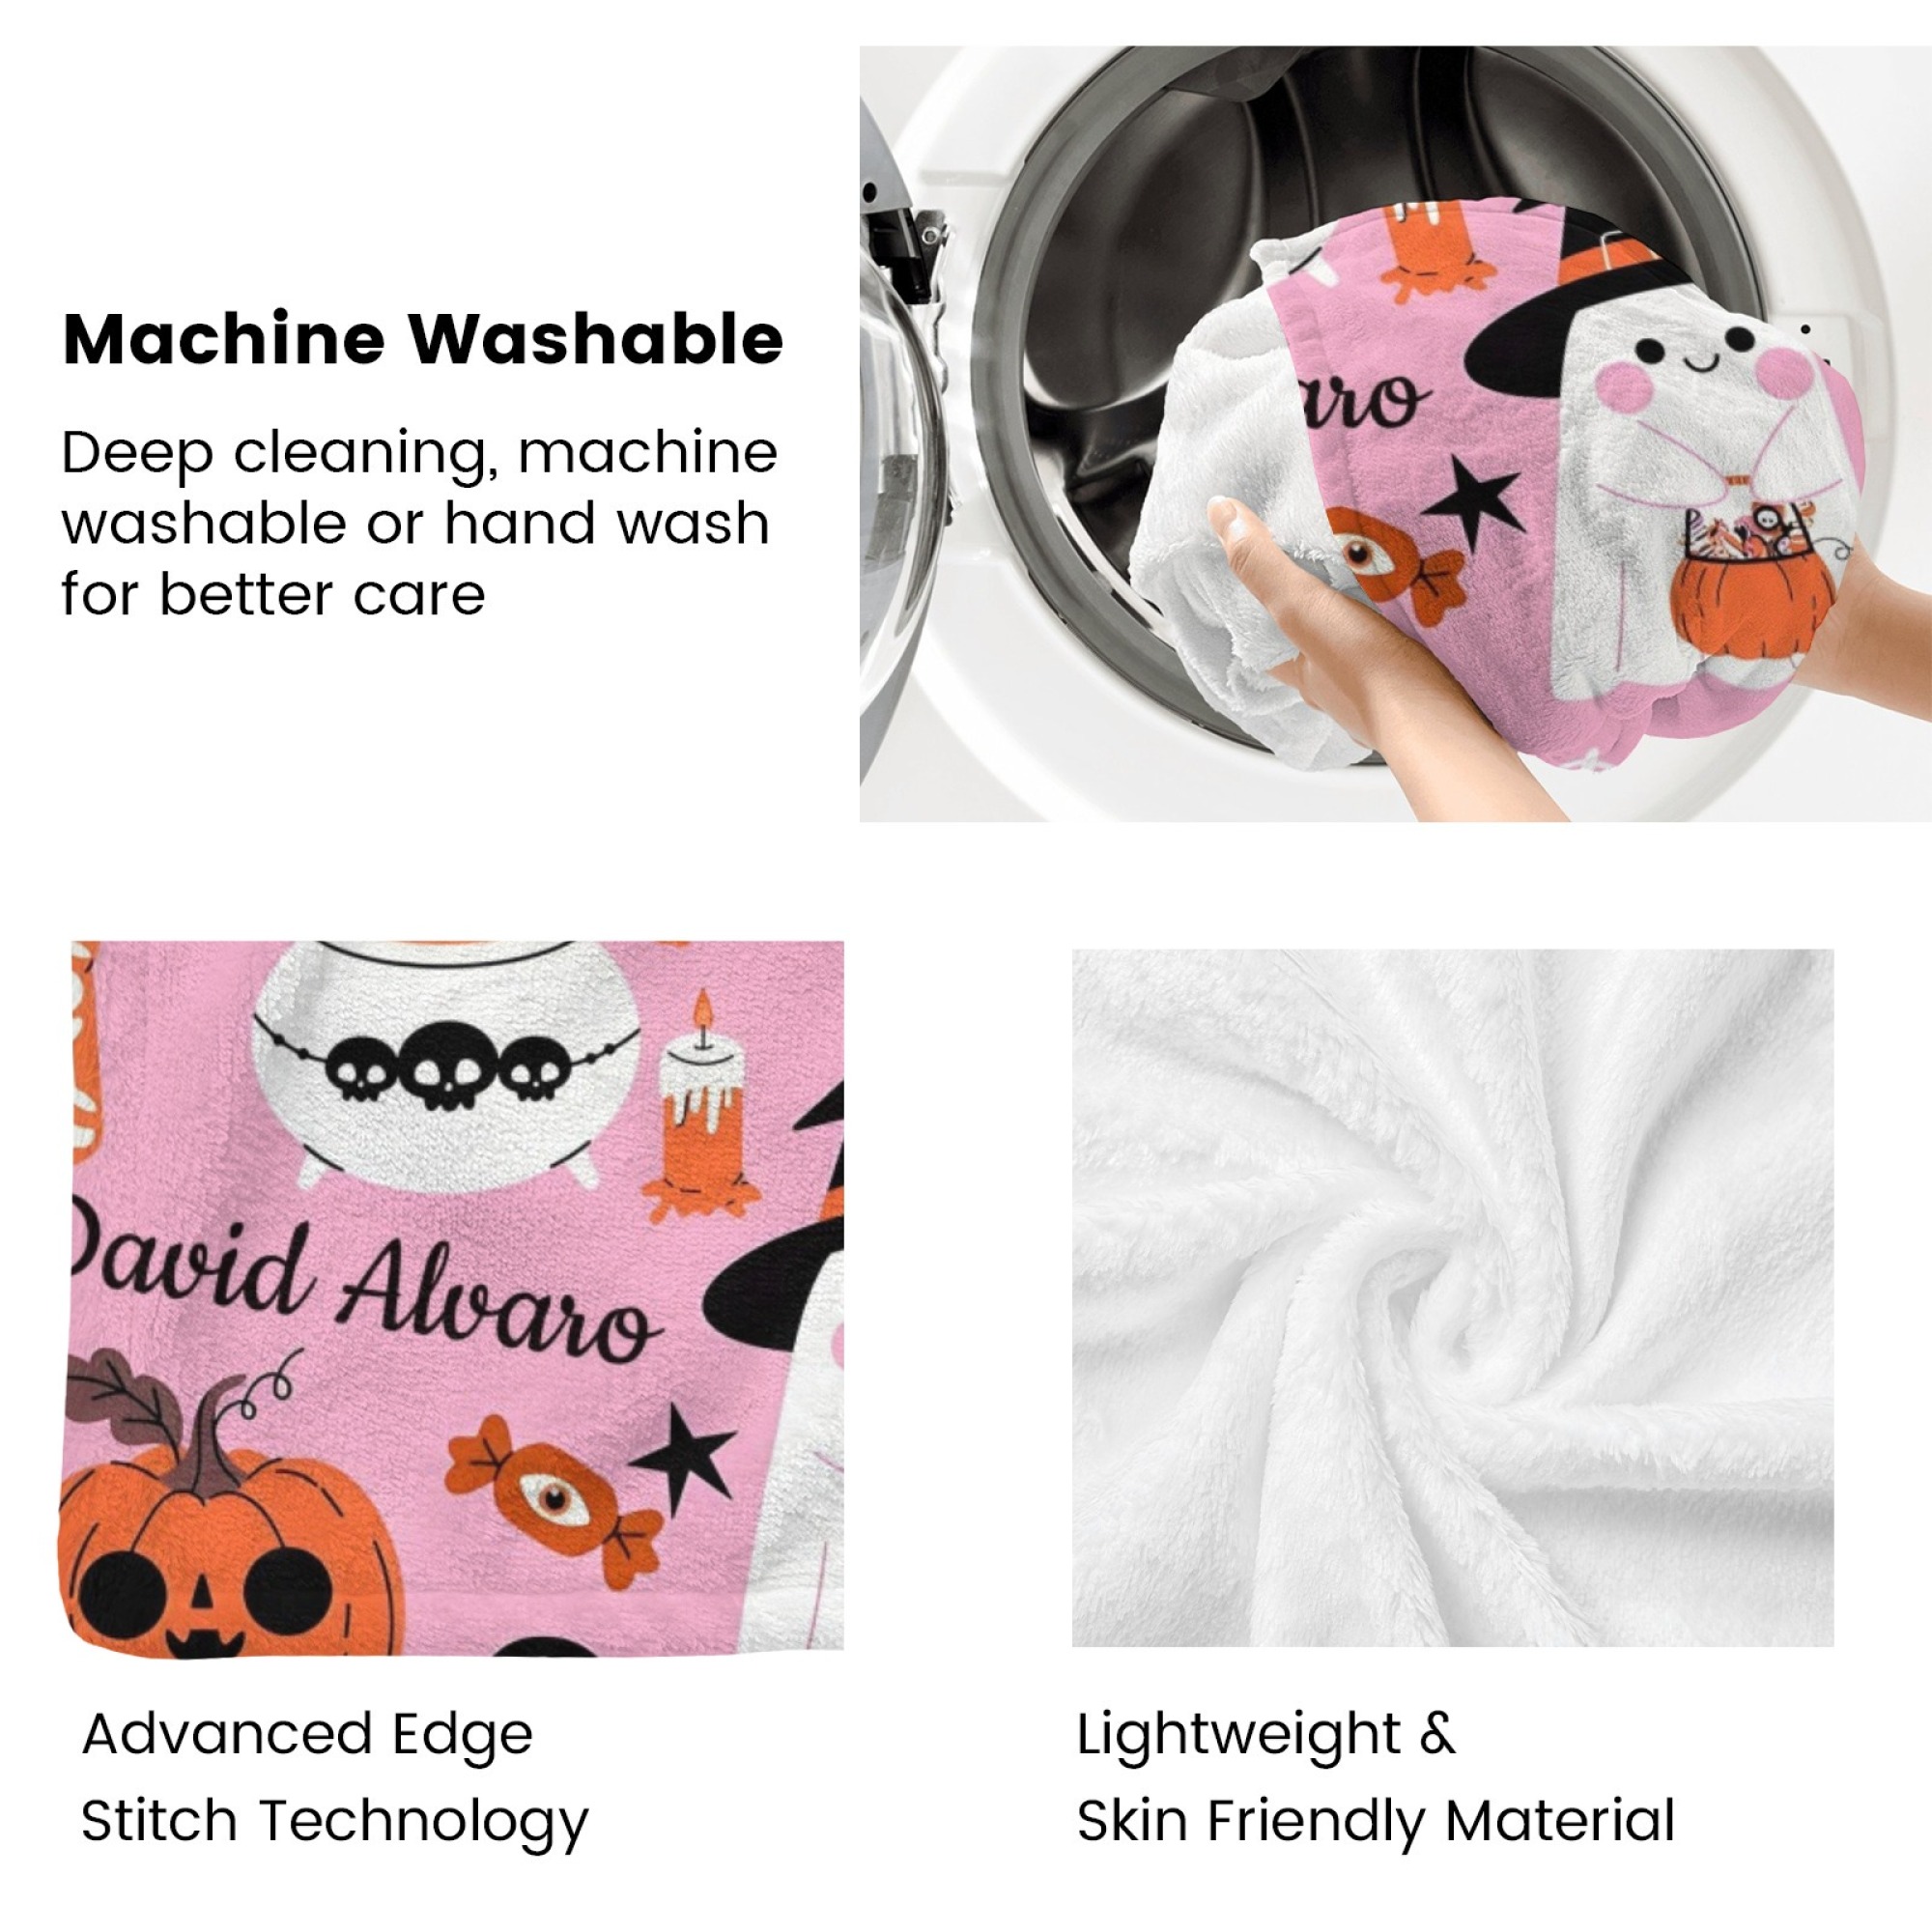 Machine Washable
Deep cleaning, machine
washable or hand wash
for better care
aro
David Alvaro
Advanced Edge
Stitch Technology
Lightweight &
Skin Friendly Material